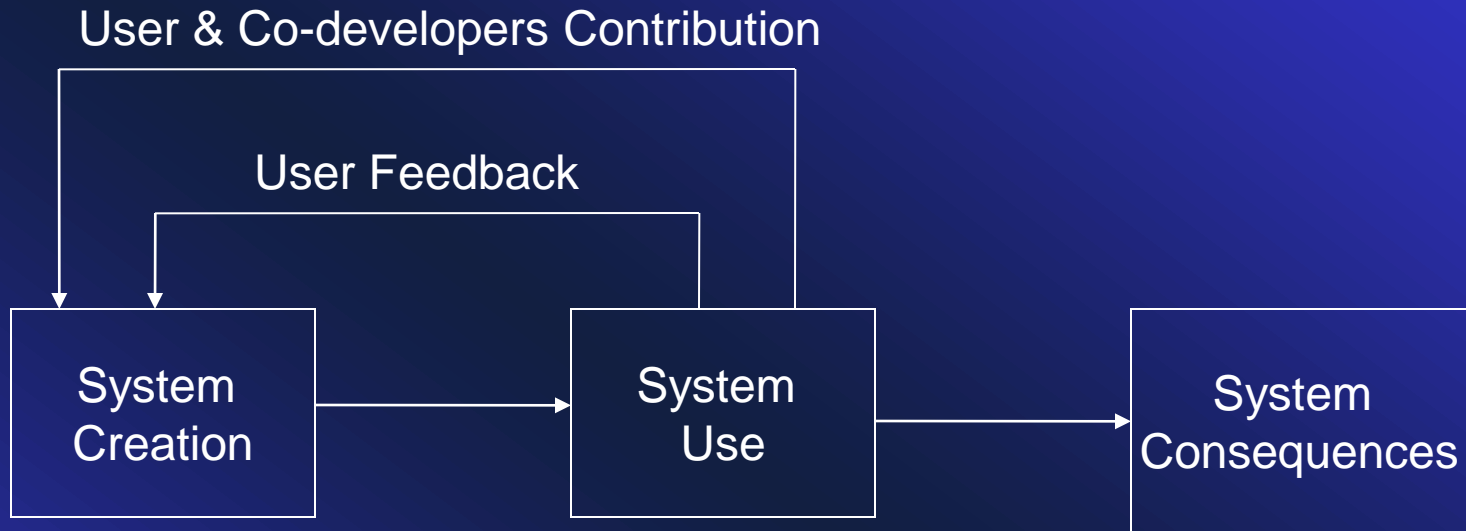 User & Co-developers Contribution
User Feedback
System
Creation
System
Use
System
Consequences